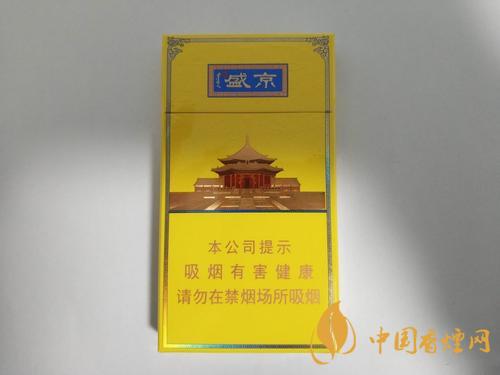 盛京
本公司提示
吸烟有害健康
请勿在禁烟场所吸烟
中国香烟网